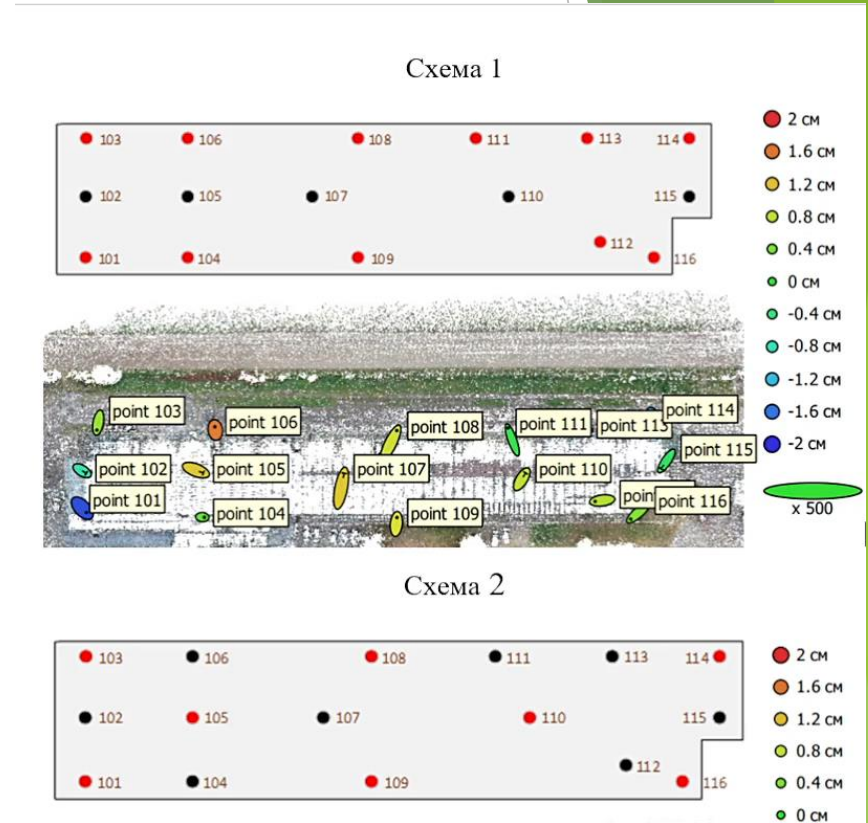 Схема 1
103
106
108
111
113
114
102
105
107
110
115
101
104
109
112
116
2 см
1.6 см
1.2 см
0.8 см
0.4 см
0 см
-0.4 см
-0.8 см
-1.2 см
-1.6 см
-2 см
x 500
point 103
point 106
point 108
point 111
point 113
point 114
point 102
point 105
point 107
point 110
point 115
point 101
point 104
point 109
point 116
Схема 2
103
106
108
111
113
114
102
105
107
110
115
101
104
109
112
116
2 см
1.6 см
1.2 см
0.8 см
0.4 см
0 см